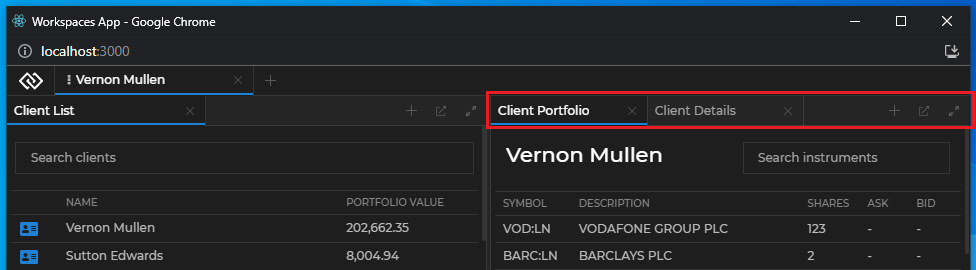 Workspaces App - Google Chrome
localhost:3000
Vernon Mullen
Client List
Client Portfolio Client Details
Search clients
Vernon Mullen Search instruments
NAME PORTFOLIO VALUE
SYMBOL DESCRIPTION SHARES ASK BID
Vernon Mullen 202,662.35
VOD:LN VODAFONE GROUP PLC 123 - -
Sutton Edwards 8,004.94
BARC:LN BARCLAYS PLC 2 - -